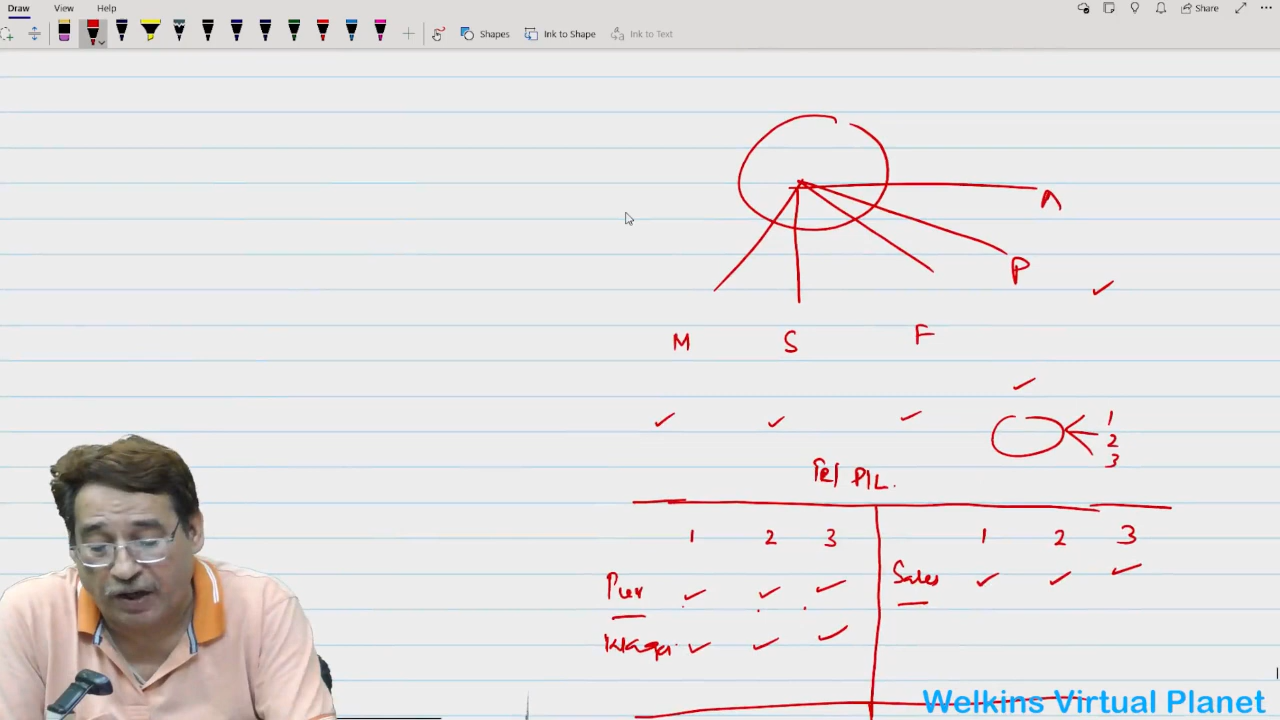 Draw View Help
Share
Shapes Ink to Shape Ink to Text
A
P
M S F
1
2
3
Tr/ P/L.
1 2 3 1 2 3
Pur Sales
Welkins Virtual Planet